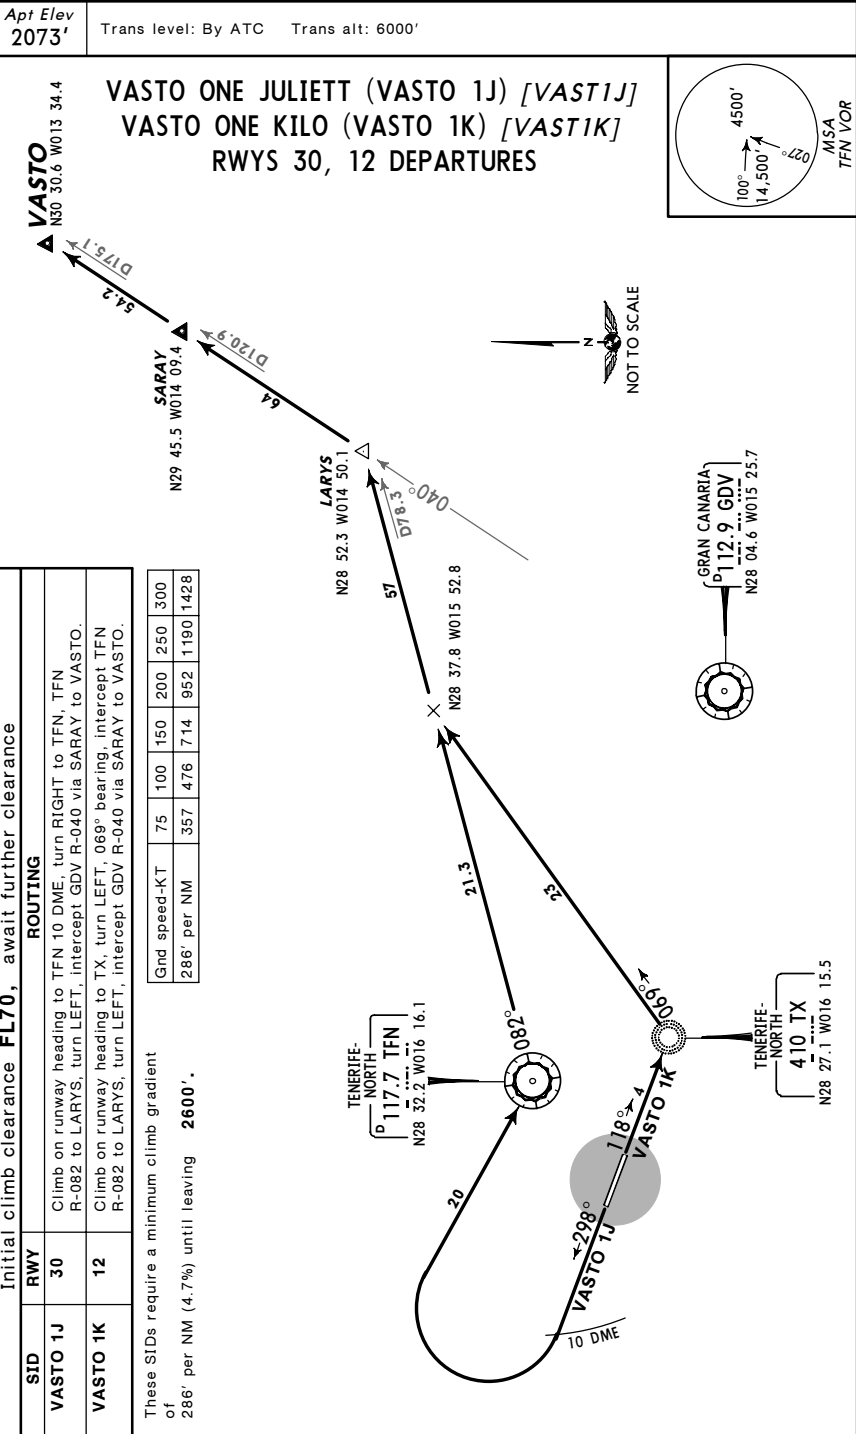 Apt Elev
2073'
Trans level: By ATC Trans alt: 6000'
VASTO ONE JULIETT (VASTO 1J) [VAST1J]
VASTO ONE KILO (VASTO 1K) [VAST1K]
RWYS 30, 12 DEPARTURES
4500'
100°
14,500'
027°
MSA
TFN VOR
VASTO
N30 30.6 W013 34.4
D175.1
54.2
SARAY
N29 45.5 W014 09.4
D120.9
64
N
NOT TO SCALE
LARYS
N28 52.3 W014 50.1
D78.3
040°
57
N28 37.8 W015 52.8
GRAN CANARIA
D 112.9 GDV
N28 04.6 W015 25.7
21.3
23
082°
069°
TENERIFE-
NORTH
D 117.7 TFN
N28 32.2 W016 16.1
TENERIFE-
NORTH
410 TX
N28 27.1 W016 15.5
20
118°
4
VASTO 1K
298°
VASTO 1J
10 DME
Initial climb clearance FL70, await further clearance
SID RWY ROUTING
VASTO 1J 30 Climb on runway heading to TFN 10 DME, turn RIGHT to TFN, TFN
R-082 to LARYS, turn LEFT, intercept GDV R-040 via SARAY to VASTO.
VASTO 1K 12 Climb on runway heading to TX, turn LEFT, 069° bearing, intercept TFN
R-082 to LARYS, turn LEFT, intercept GDV R-040 via SARAY to VASTO.
These SIDs require a minimum climb gradient
of
286' per NM (4.7%) until leaving 2600'.
Gnd speed-KT 75 100 150 200 250 300
286' per NM 357 476 714 952 1190 1428